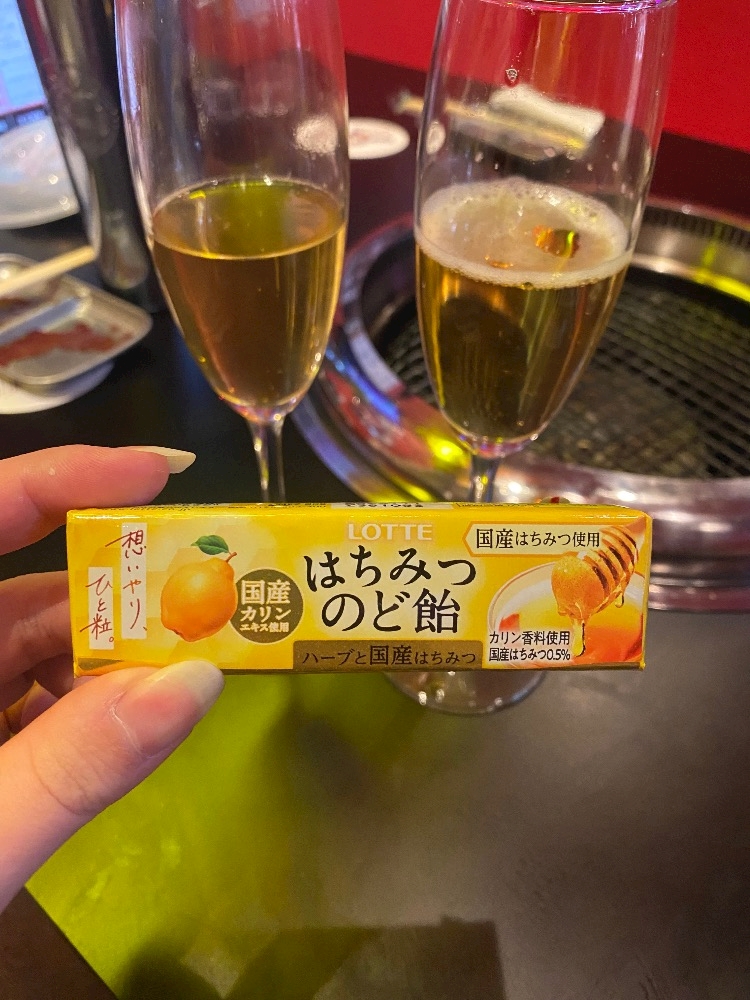 想いやり、
ひと粒。
国産
カリン
エキス使用
LOTTE
はちみつ
のど飴
ハーブと国産はちみつ
国産はちみつ使用
カリン香料使用
国産はちみつ0.5%